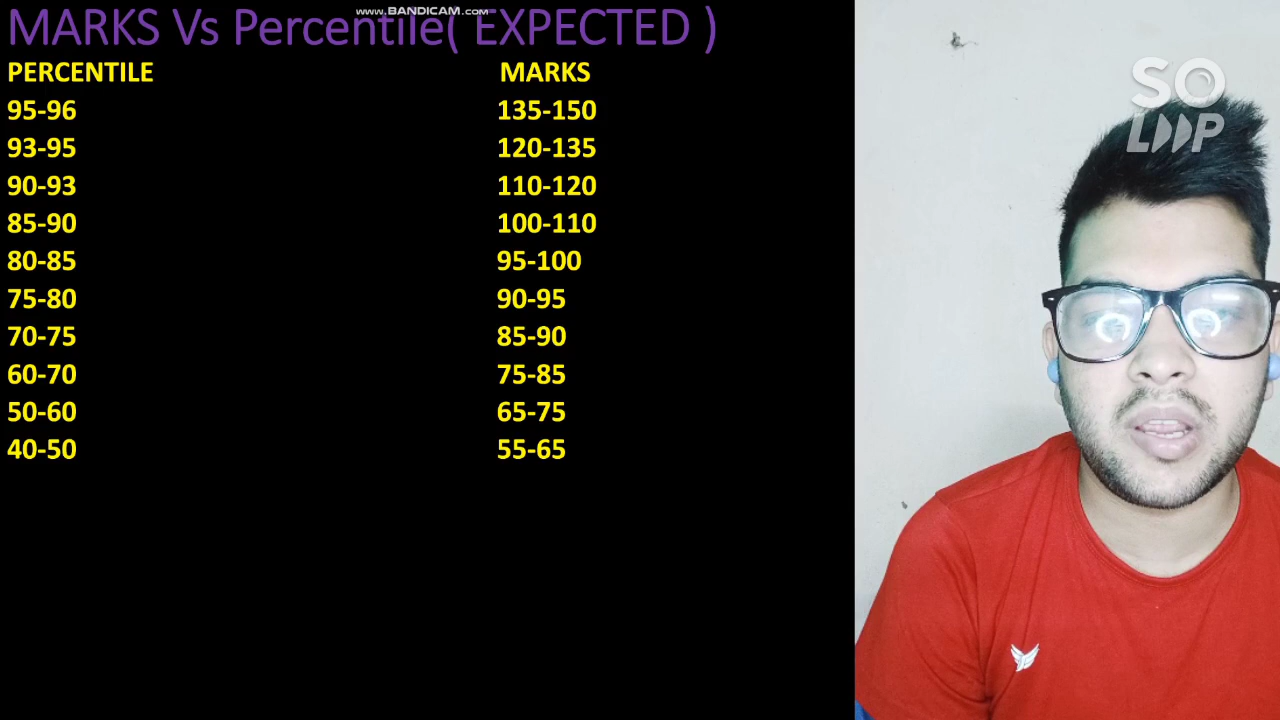 www.BANDICAM.com
MARKS Vs Percentile( EXPECTED )
PERCENTILE MARKS
95-96 135-150
93-95 120-135
90-93 110-120
85-90 100-110
80-85 95-100
75-80 90-95
70-75 85-90
60-70 75-85
50-60 65-75
40-50 55-65
SO
LOOP